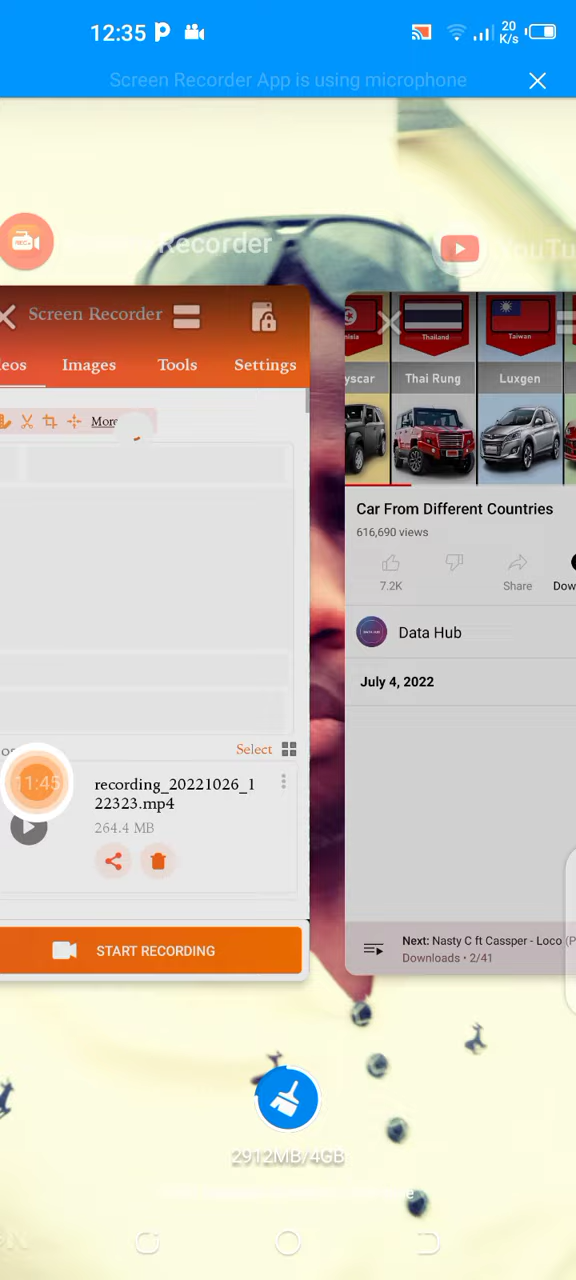 12:35
20
K/s
Screen Recorder App is using microphone
Recorder
Screen Recorder
Images
Tools
Settings
More
Select
11:45
recording_20221026_1
22323.mp4
264.4 MB
START RECORDING
Thailand
Taiwan
Thai Rung
Luxgen
Car From Different Countries
616,690 views
7.2K
Share
Data Hub
July 4, 2022
Next: Nasty C ft Cassper - Loco
Downloads • 2/41
2912MB/4GB